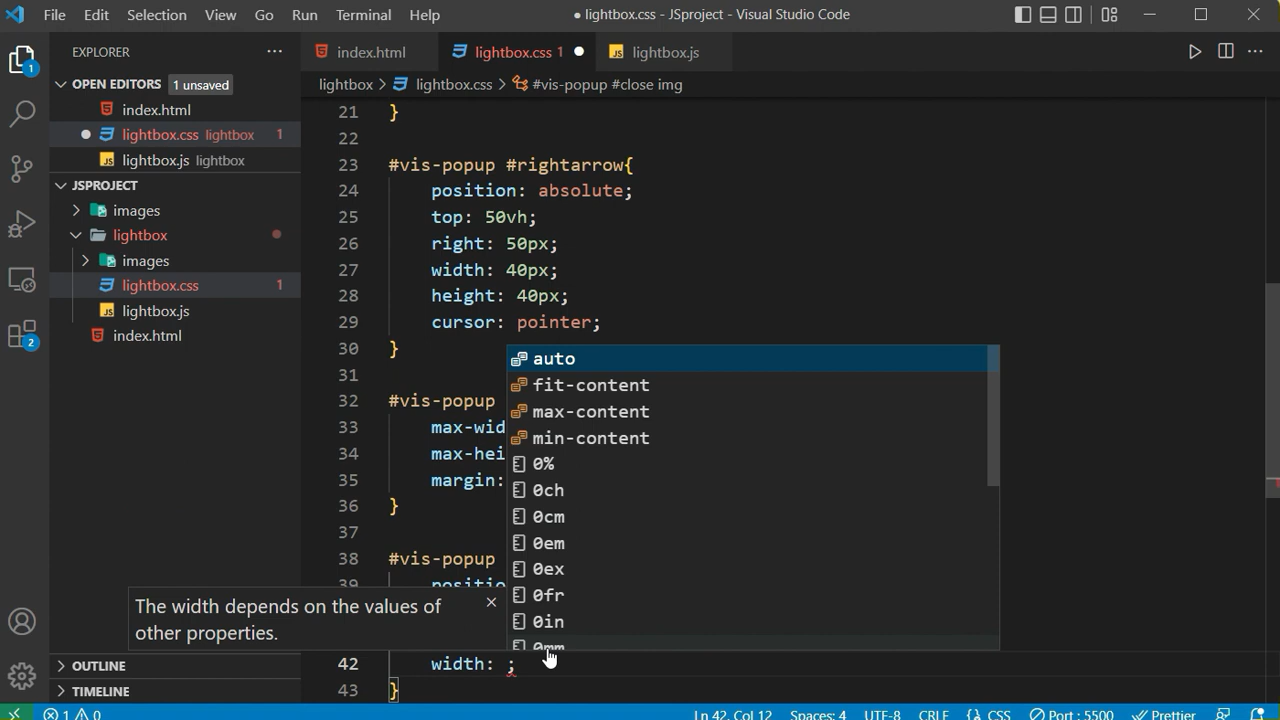 File Edit Selection View Go Run Terminal Help ● lightbox.css - JSproject - Visual Studio Code
EXPLORER
OPEN EDITORS 1 unsaved
index.html
lightbox.css lightbox 1
lightbox.js lightbox
JSPROJECT
images
lightbox
images
lightbox.css 1
lightbox.js
index.html
OUTLINE
TIMELINE
1
2
index.html lightbox.css 1 lightbox.js
lightbox > lightbox.css > #vis-popup #close img
21 }
22
23 #vis-popup #rightarrow{
24 position: absolute;
25 top: 50vh;
26 right: 50px;
27 width: 40px;
28 height: 40px;
29 cursor: pointer;
30 }
31
32 #vis-popup
33 max-wid
34 max-hei
35 margin:
36 }
37
38 #vis-popup
39 positio
42 width: ;
43 }
auto
fit-content
max-content
min-content
0%
0ch
0cm
0em
0ex
0fr
0in
0mm
The width depends on the values of
other properties.
1 0 Ln 42, Col 12 Spaces: 4 UTF-8 CRLF {} CSS Port : 5500 Prettier